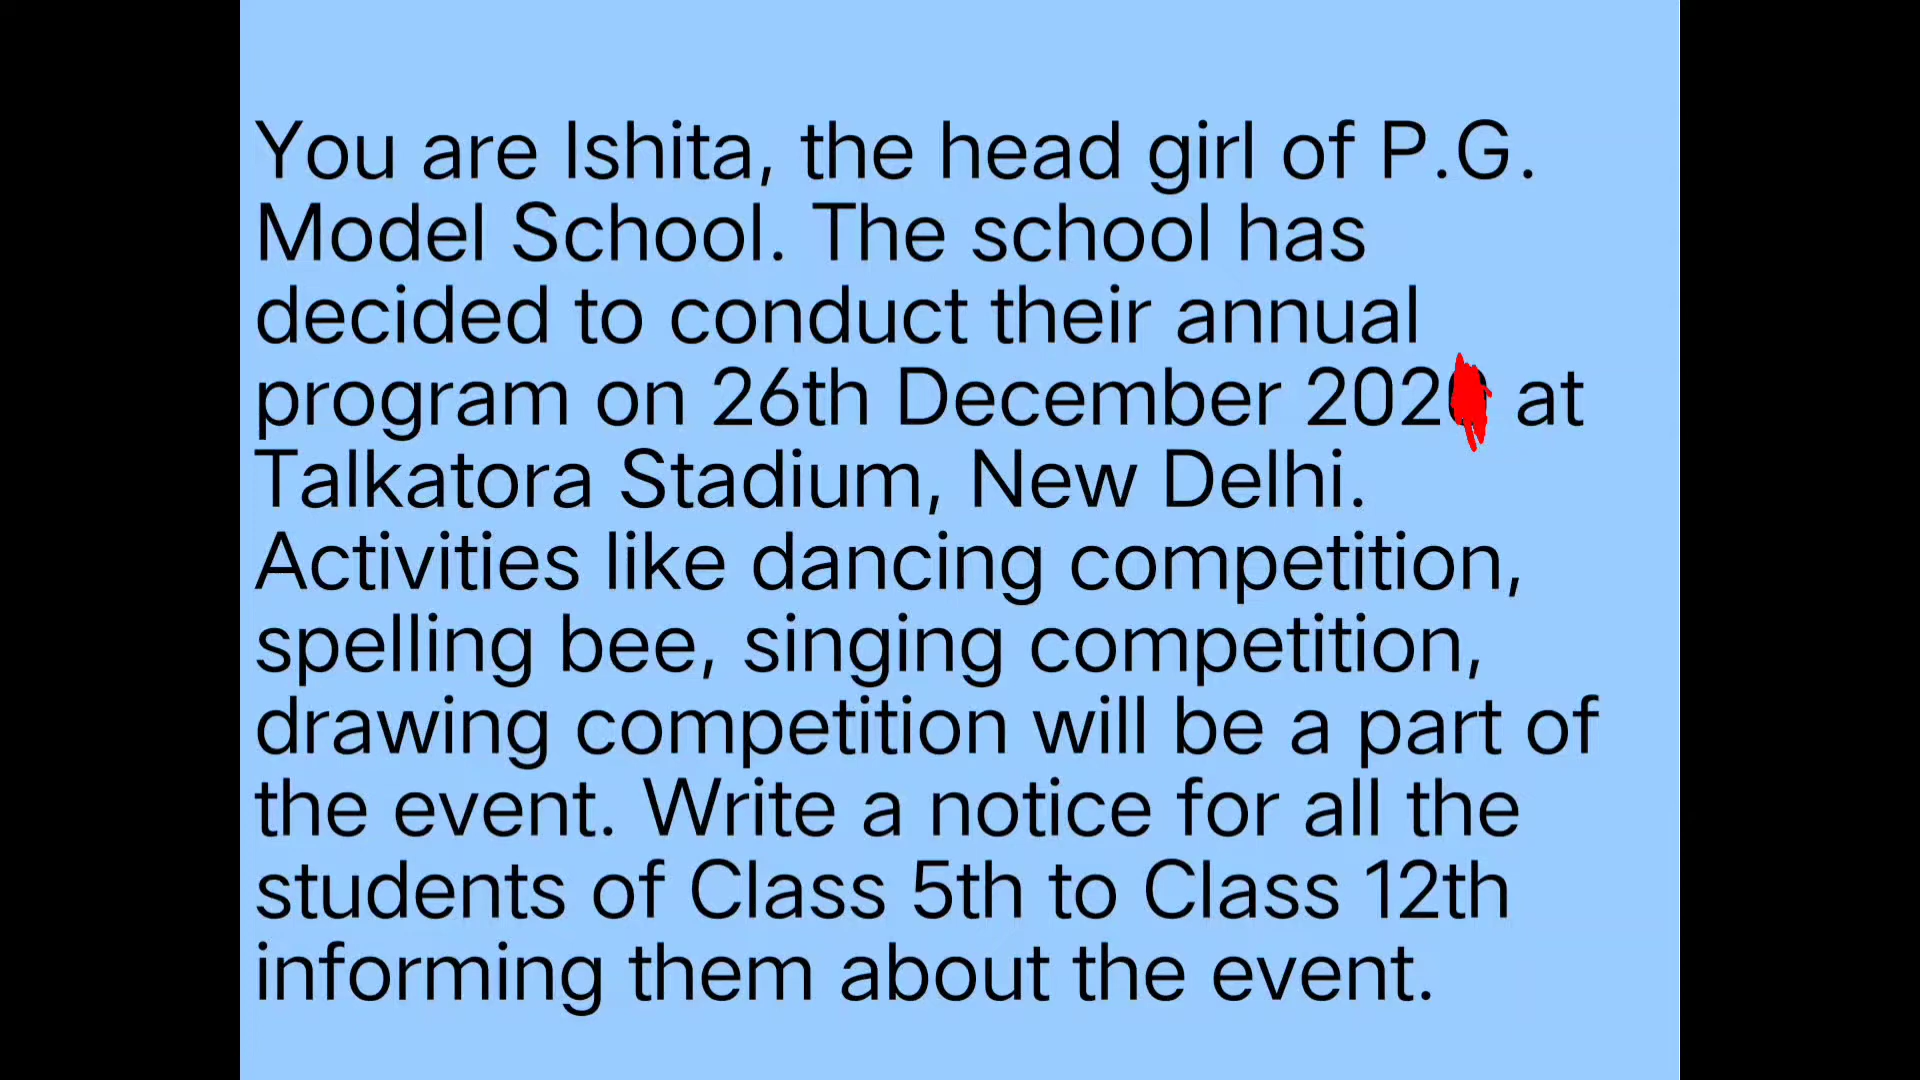 You are Ishita, the head girl of P.G.
Model School. The school has
decided to conduct their annual
program on 26th December at
Talkatora Stadium, New Delhi.
Activities like dancing competition,
spelling bee, singing competition,
drawing competition will be a part of
the event. Write a notice for all the
students of Class 5th to Class 12th
informing them about the event.